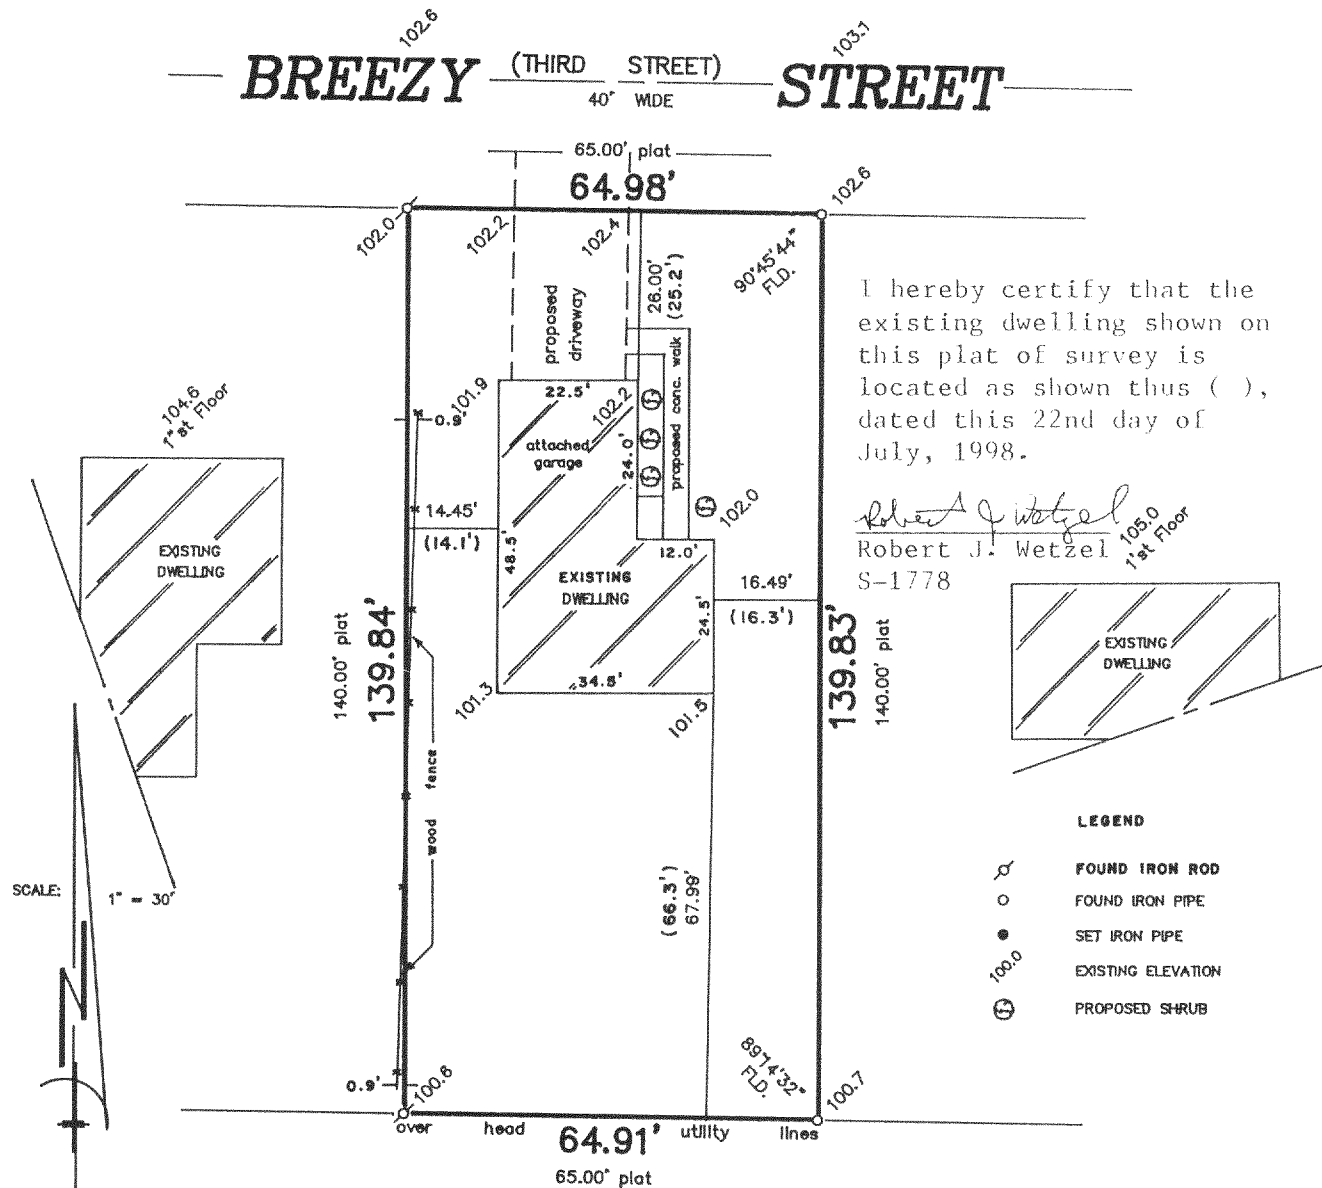 102.6
103.1
BREEZY (THIRD STREET) STREET
40' WIDE
65.00' plat
64.98'
102.6
102.0
102.2
102.4
90°45'44"
FLD.
26.00'
(25.2')
proposed
driveway
proposed conc. walk
I hereby certify that the
existing dwelling shown on
this plat of survey is
located as shown thus ( ),
dated this 22nd day of
July, 1998.
Robert J Wetzel
Robert J. Wetzel
S-1778
104.6
1"st Floor
EXISTING
DWELLING
101.9
0.9'
22.5'
102.2
attached
garage
24.0'
14.45'
(14.1')
48.5'
102.0
12.0'
EXISTING
DWELLING
24.5'
34.5'
16.49'
(16.3')
105.0
1'st Floor
EXISTING
DWELLING
140.00' plat
139.84'
139.83'
140.00' plat
101.3
101.5
wood fence
(66.3')
67.99'
SCALE:
1" = 30'
N
LEGEND
FOUND IRON ROD
FOUND IRON PIPE
SET IRON PIPE
100.0 EXISTING ELEVATION
PROPOSED SHRUB
0.9'
100.6
89°14'32"
FLD.
100.7
over head utility lines
64.91'
65.00' plat